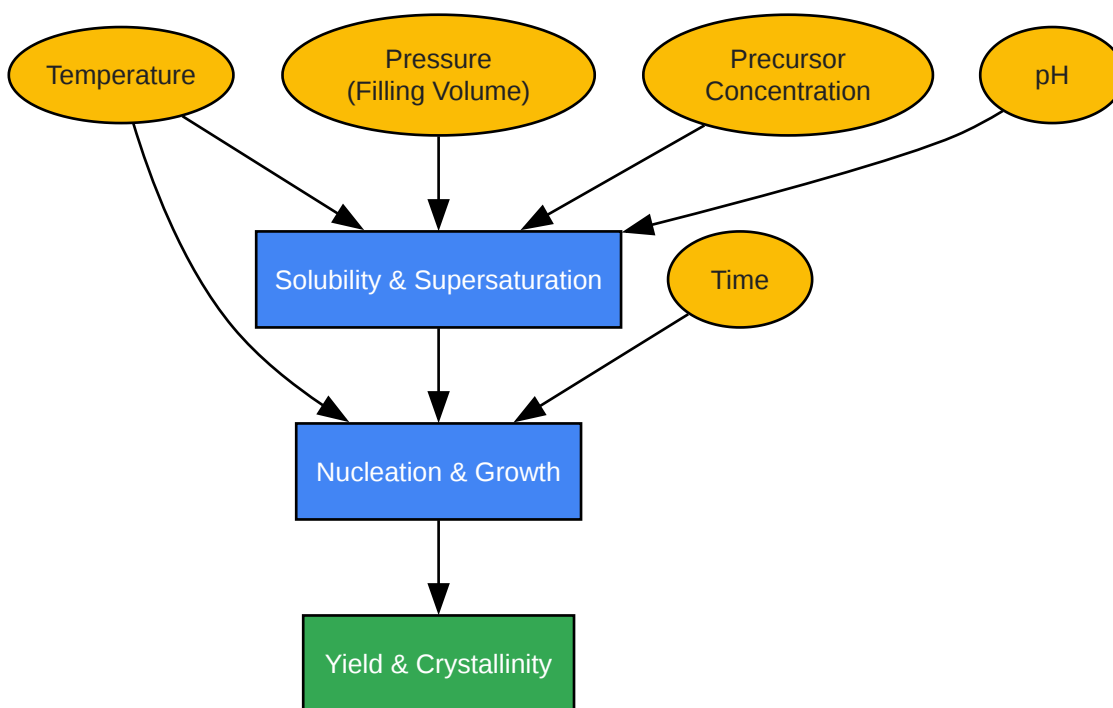 Temperature
Pressure
(Filling Volume)
Precursor
Concentration
pH
Solubility & Supersaturation
Time
Nucleation & Growth
Yield & Crystallinity